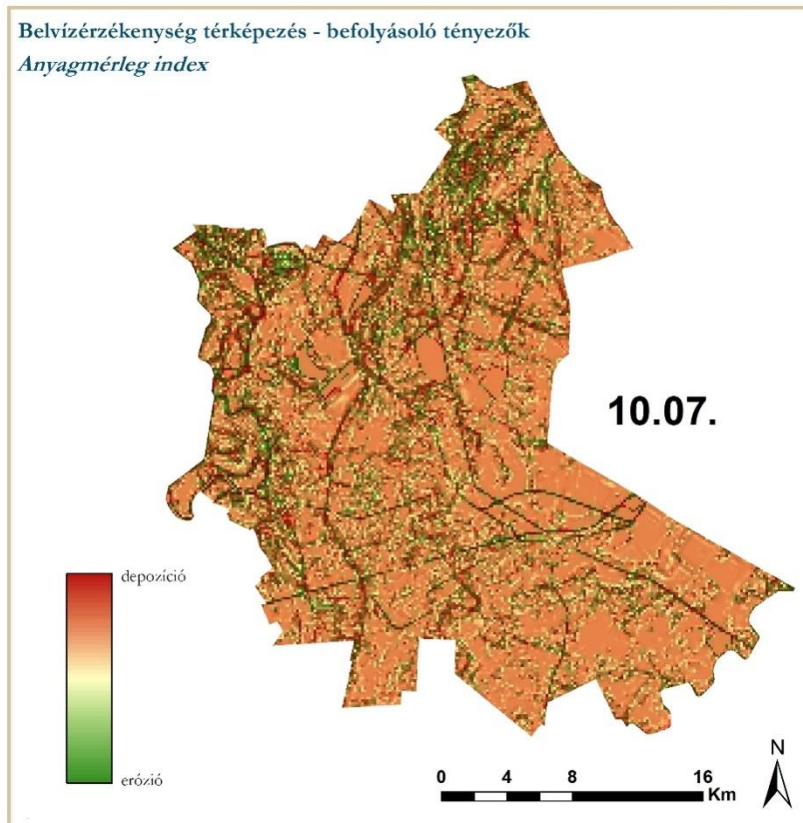 Belvízérzékenység térképezés - befolyásoló tényezők
Anyagmérleg index
10.07.
depozíció
erózió
N
0 4 8 16
Km